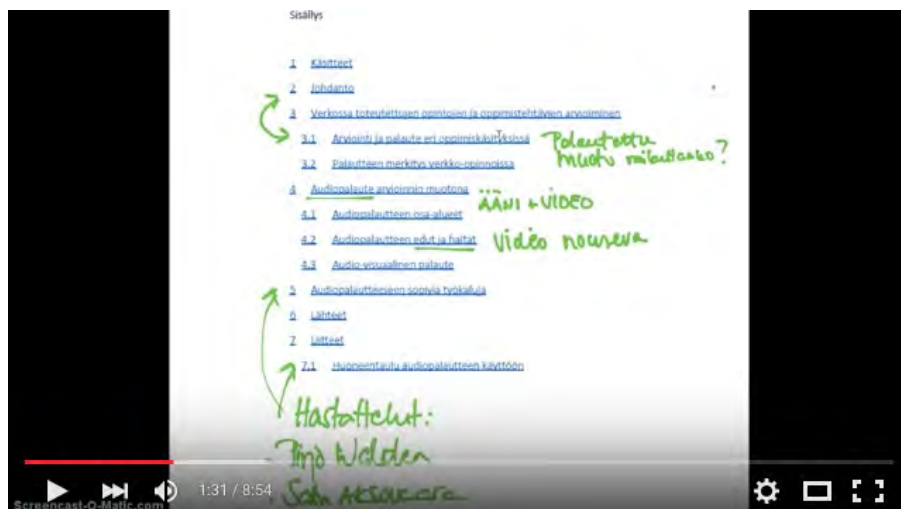 Sisällys
1 Käsitteet
2 Johdanto
3 Verkossa toteutettujen opintojen ja oppimistehtävien arvioiminen
3.1 Arviointi ja palaute eri oppimiskäsityksissä
Palautettu
muoto
?
3.2 Palautteen merkitys verkko-opinnoissa
4 Audiopalaute arvioinnin muotona
ÄÄNI + VIDEO
4.1 Audiopalautteen osa-alueet
4.2 Audiopalautteen edut ja haitat
Video nouseva
4.3 Audio-visuaalinen palaute
5 Audiopalautteeseen sopivia työkaluja
6 Lähteet
7 Liitteet
7.1 Huoneentaulu audiopalautteen käyttöön
Haastattelut:
1:31 / 8:54
Screencast-O-Matic.com